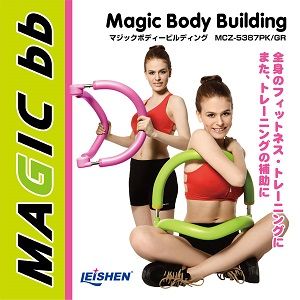 MAGIC bb
Magic Body Building
マジックボディービルディング MCZ-5387PK/GR
全身のフィットネス・トレーニングに
また、トレーニングの補助に
LEISHEN